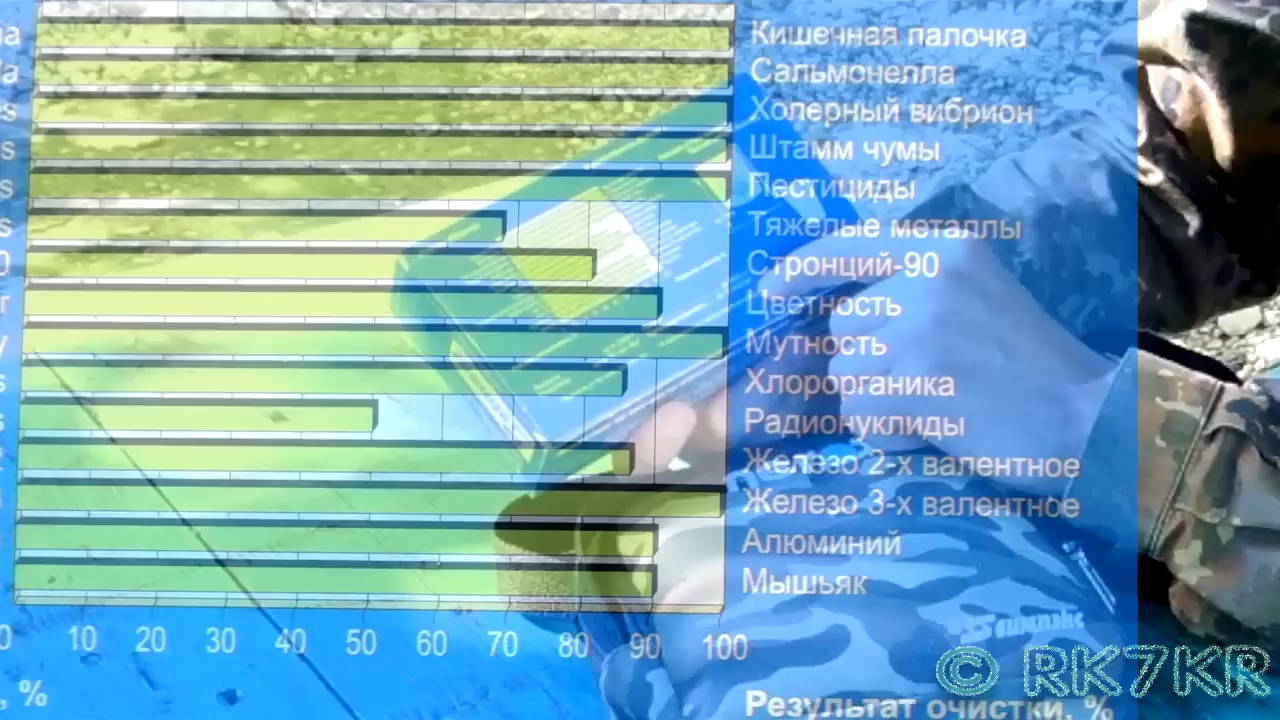 Кишечная палочка
Сальмонелла
Холерный вибрион
Штамм чумы
Пестициды
Тяжелые металлы
Стронций-90
Цветность
Мутность
Хлорорганика
Радионуклиды
Железо 2-х валентное
Железо 3-х валентное
Алюминий
Мышьяк
0 10 20 30 40 50 60 70 80 90 100
, %
Результат очистки, %
© RK7KR